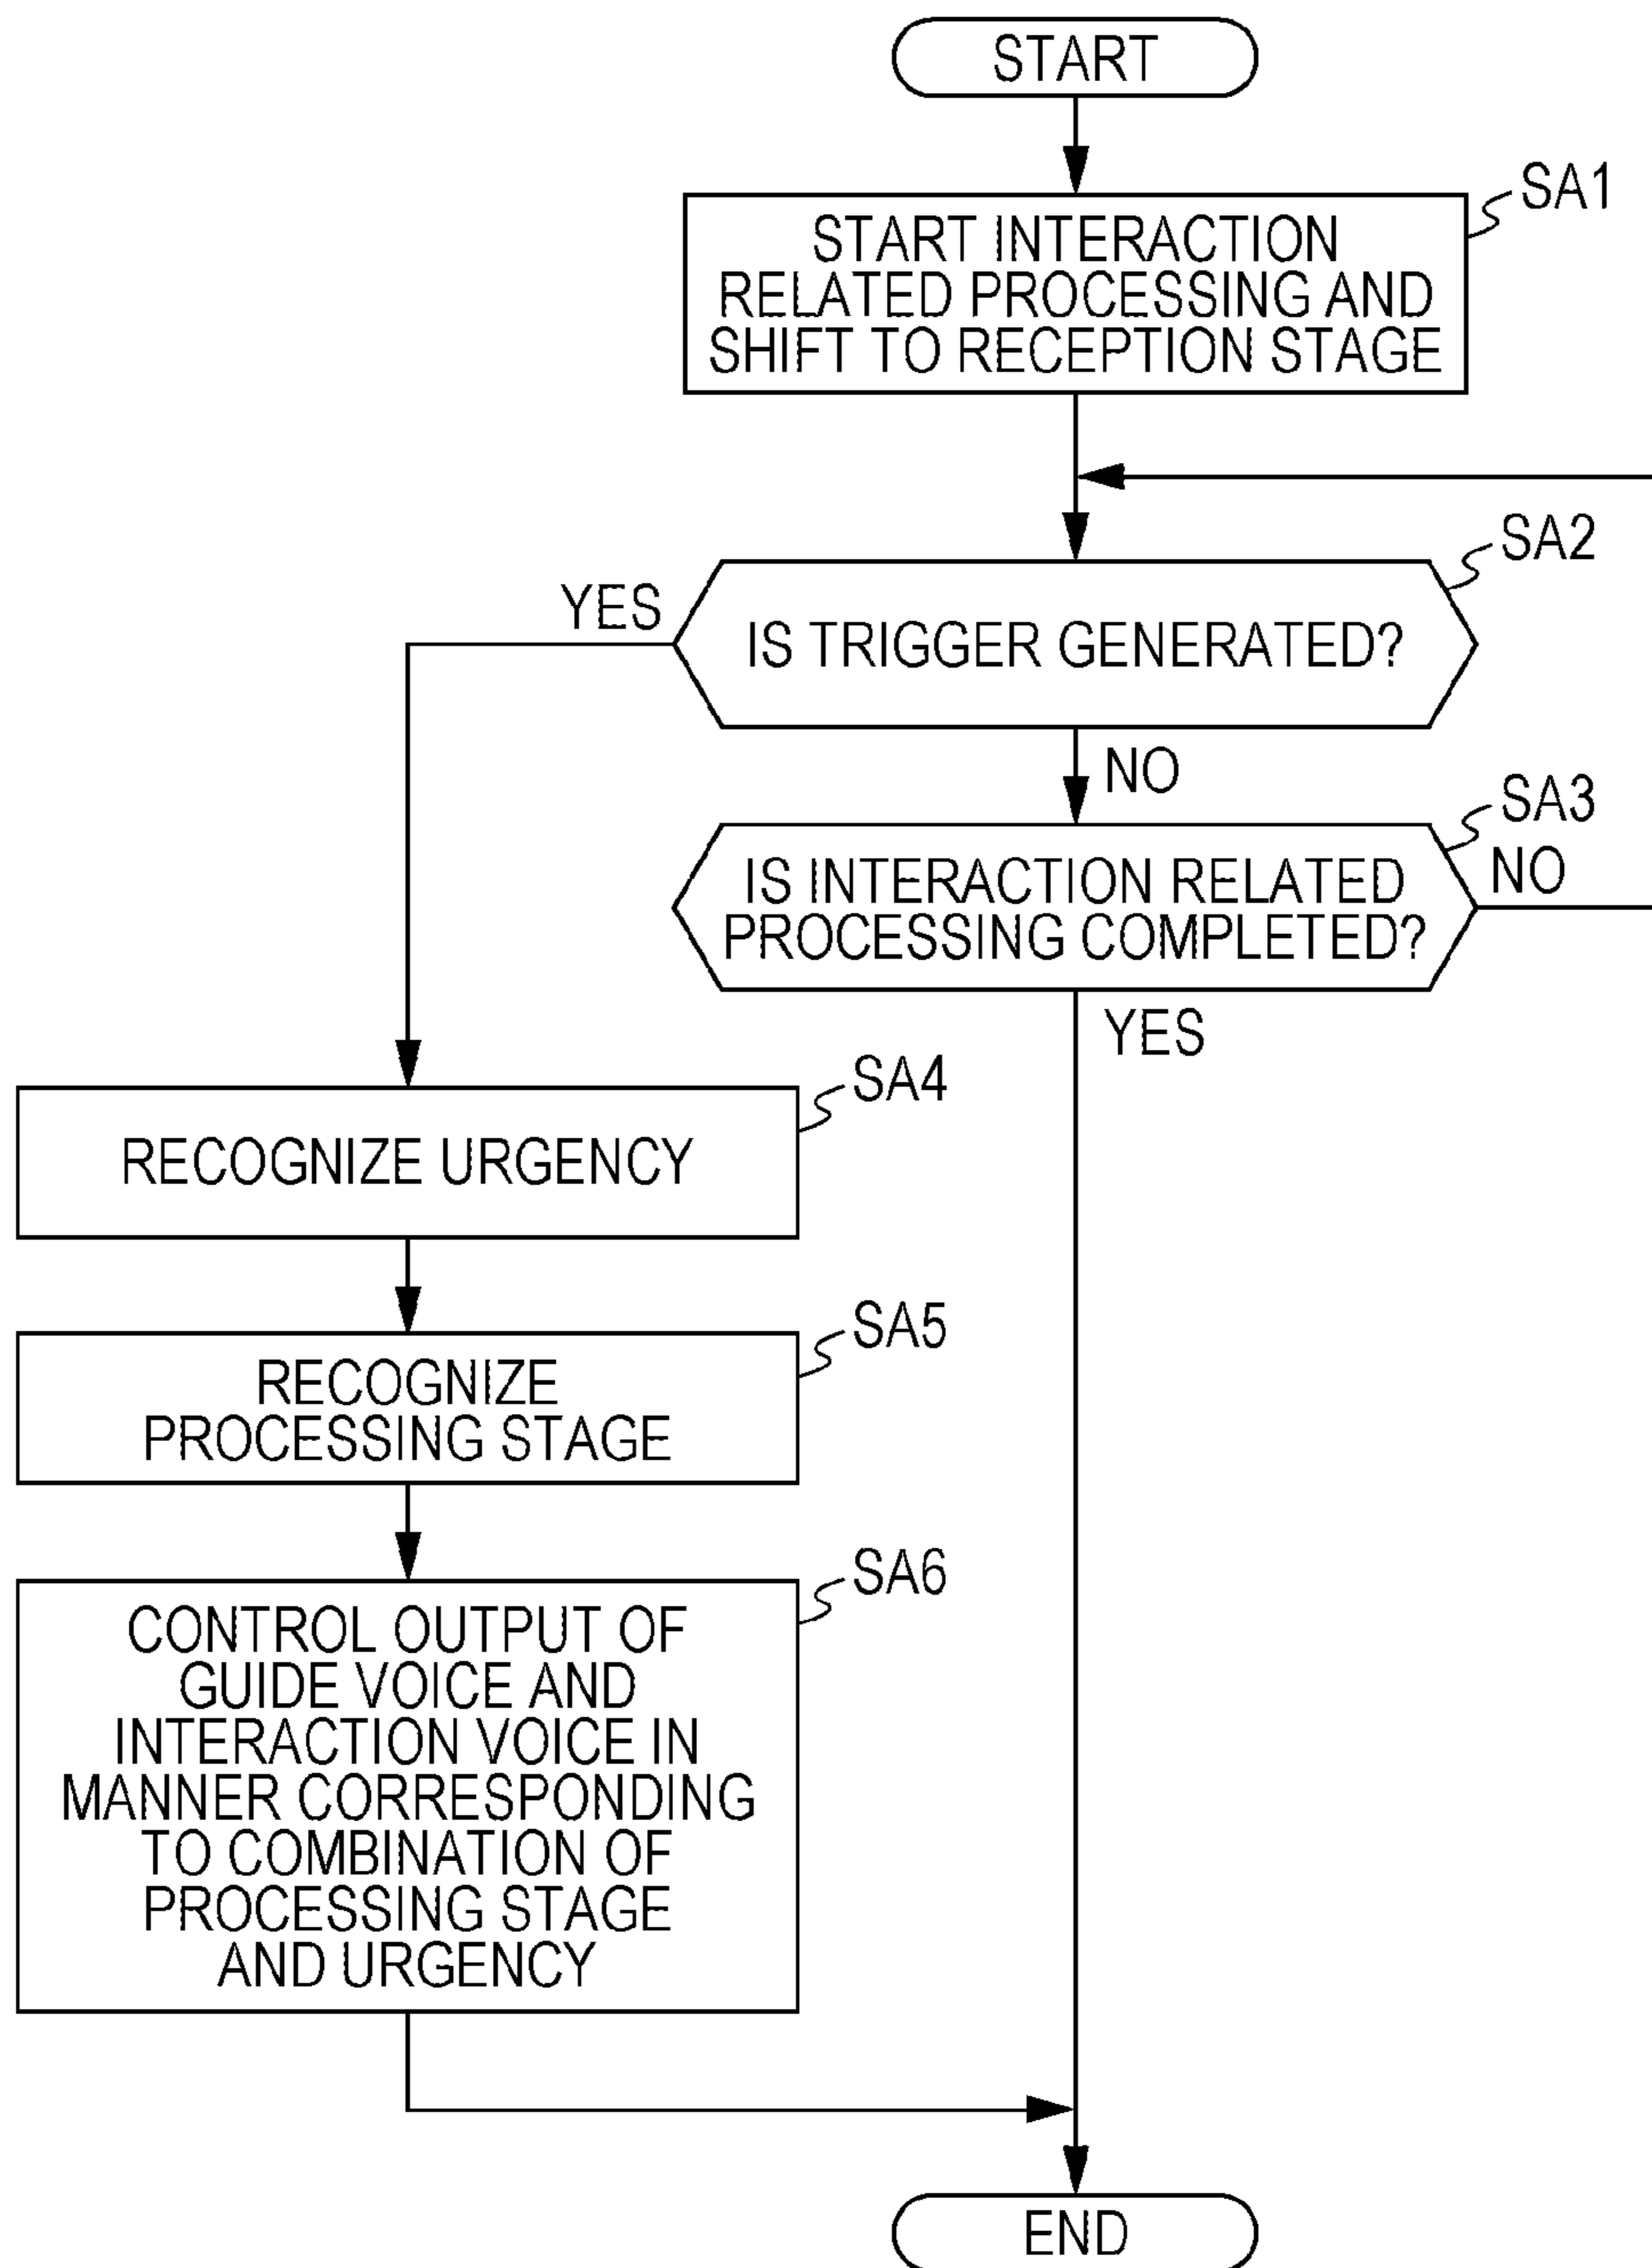 START
SA1
START INTERACTION
RELATED PROCESSING AND
SHIFT TO RECEPTION STAGE
SA2
YES
IS TRIGGER GENERATED?
NO
SA3
IS INTERACTION RELATED
PROCESSING COMPLETED?
NO
YES
SA4
RECOGNIZE URGENCY
SA5
RECOGNIZE
PROCESSING STAGE
SA6
CONTROL OUTPUT OF
GUIDE VOICE AND
INTERACTION VOICE IN
MANNER CORRESPONDING
TO COMBINATION OF
PROCESSING STAGE
AND URGENCY
END